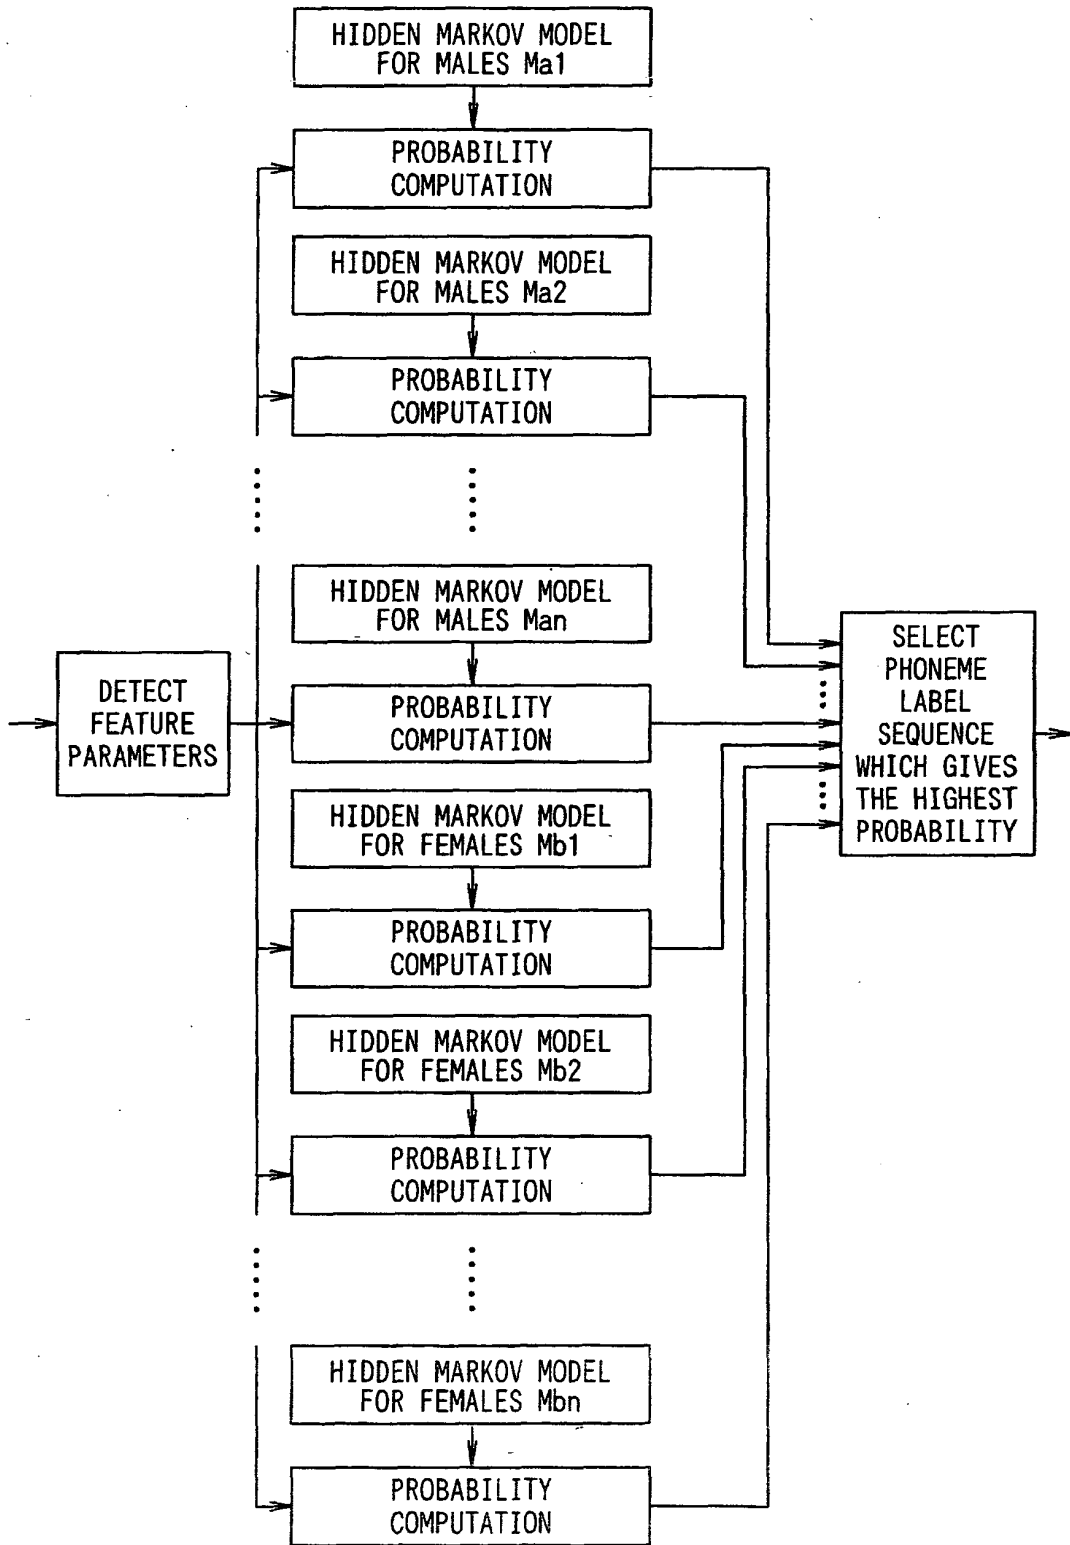 HIDDEN MARKOV MODEL
FOR MALES Ma1
PROBABILITY
COMPUTATION
HIDDEN MARKOV MODEL
FOR MALES Ma2
PROBABILITY
COMPUTATION
HIDDEN MARKOV MODEL
FOR MALES Man
DETECT
FEATURE
PARAMETERS
PROBABILITY
COMPUTATION
HIDDEN MARKOV MODEL
FOR FEMALES Mb1
PROBABILITY
COMPUTATION
HIDDEN MARKOV MODEL
FOR FEMALES Mb2
PROBABILITY
COMPUTATION
HIDDEN MARKOV MODEL
FOR FEMALES Mbn
PROBABILITY
COMPUTATION
SELECT
PHONEME
LABEL
SEQUENCE
WHICH GIVES
THE HIGHEST
PROBABILITY